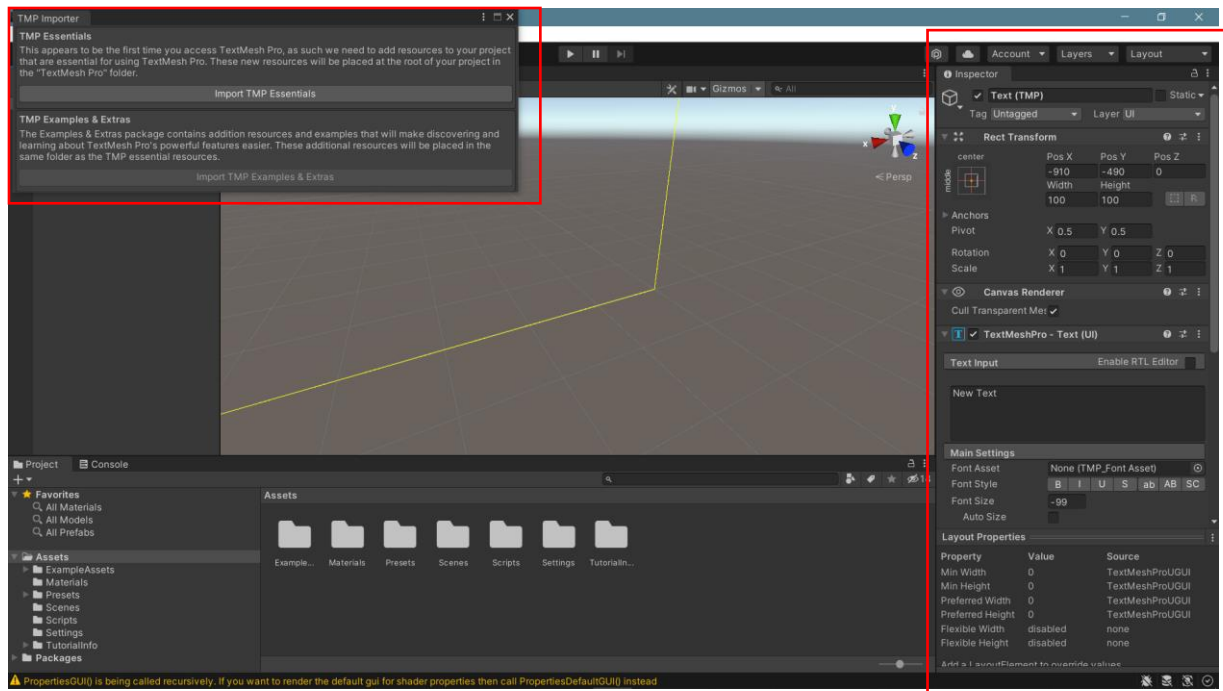 TMP Importer
TMP Essentials
This appears to be the first time you access TextMesh Pro, as such we need to add resources to your project
that are essential for using TextMesh Pro. These new resources will be placed at the root of your project in
the "TextMesh Pro" folder.
Import TMP Essentials
TMP Examples & Extras
The Examples & Extras package contains addition resources and examples that will make discovering and
learning about TextMesh Pro's powerful features easier. These additional resources will be placed in the
same folder as the TMP essential resources.
Import TMP Examples & Extras
Account Layers Layout
Gizmos All
y
x z
Persp
Inspector
Text (TMP) Static
Tag Untagged Layer UI
Rect Transform
center Pos X Pos Y Pos Z
middle -910 -490 0
Width Height
100 100 R
Anchors
Pivot X 0.5 Y 0.5
Rotation X 0 Y 0 Z 0
Scale X 1 Y 1 Z 1
Canvas Renderer
Cull Transparent Me
TextMeshPro - Text (UI)
Text Input Enable RTL Editor
New Text
Main Settings
Font Asset None (TMP_Font Asset)
Font Style B I U S ab AB SC
Font Size -99
Auto Size
Layout Properties
Property Value Source
Min Width 0 TextMeshProUGUI
Min Height 0 TextMeshProUGUI
Preferred Width 0 TextMeshProUGUI
Preferred Height 0 TextMeshProUGUI
Flexible Width disabled none
Flexible Height disabled none
Add a LayoutElement to override values
Project Console
Favorites
All Materials
All Models
All Prefabs
Assets
ExampleAssets
Materials
Presets
Scenes
Scripts
Settings
TutorialInfo
Packages
Assets
Example... Materials Presets Scenes Scripts Settings TutorialIn...
PropertiesGUI() is being called recursively. If you want to render the default gui for shader properties then call PropertiesDefaultGUI() instead